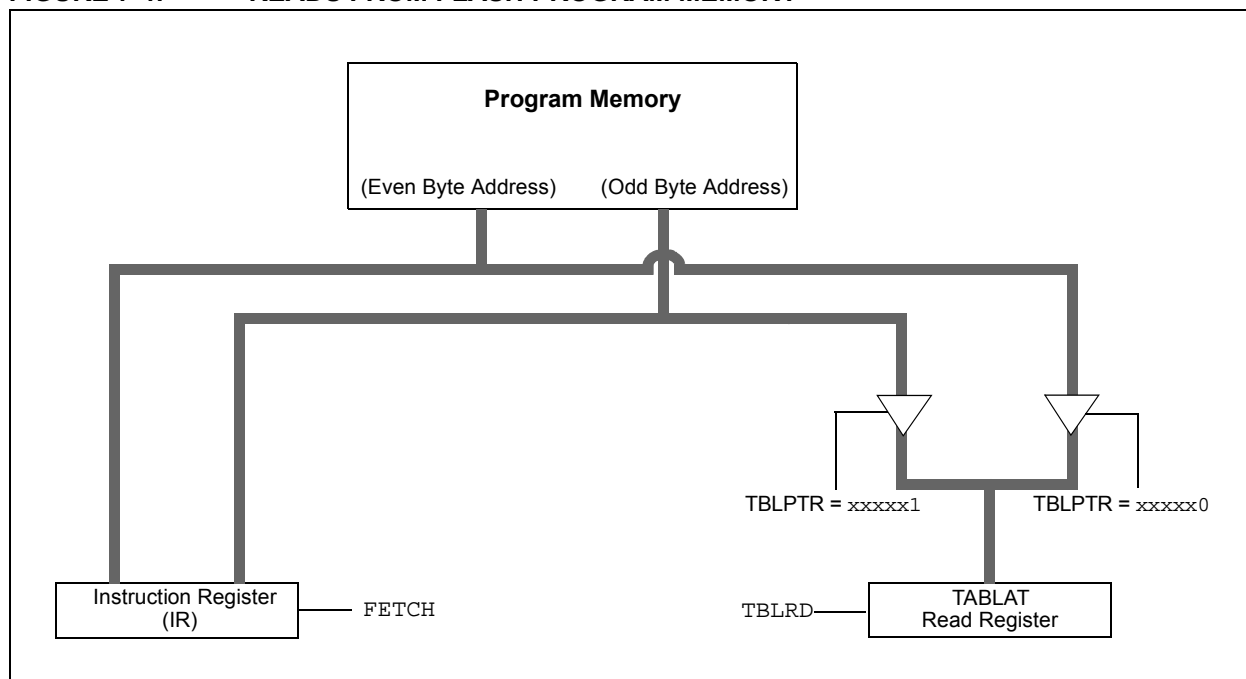 Program Memory
(Even Byte Address) (Odd Byte Address)
TBLPTR = xxxxx1 TBLPTR = xxxxx0
Instruction Register
(IR)
FETCH
TBLRD
TABLAT
Read Register